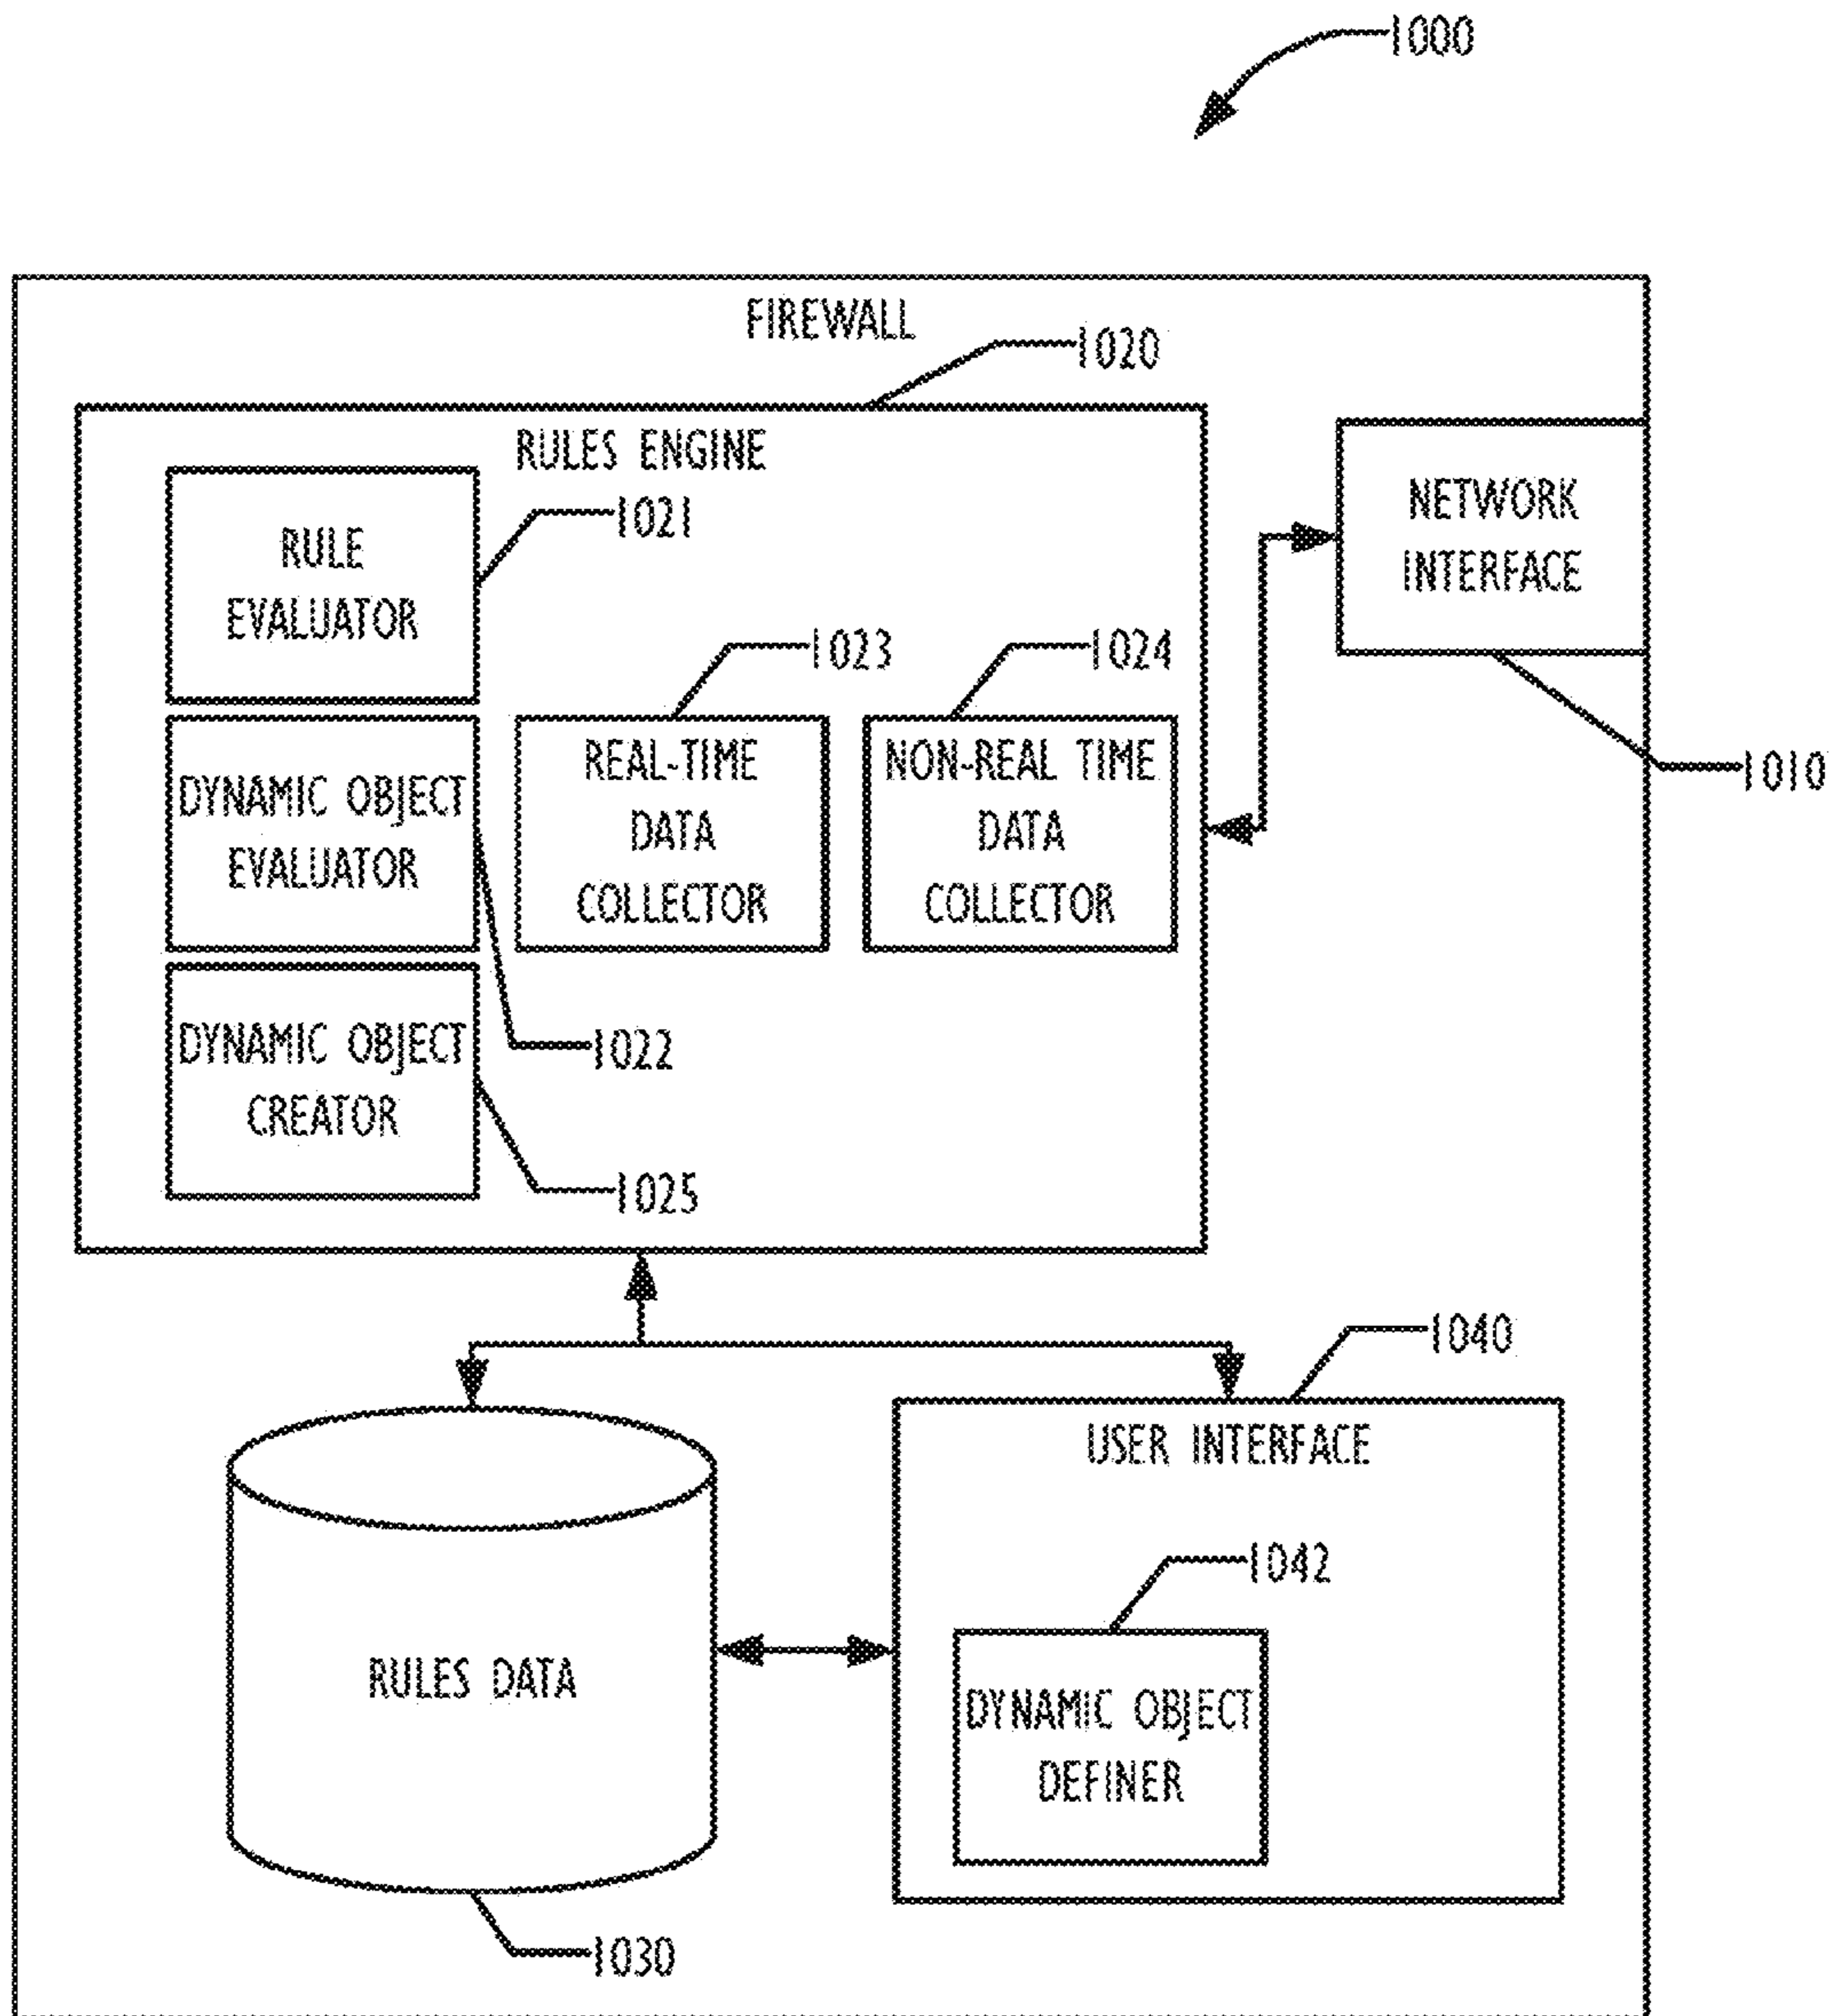 1000
FIREWALL
1020
RULES ENGINE
RULE
EVALUATOR
1021
NETWORK
INTERFACE
1010
1023
1024
DYNAMIC OBJECT
EVALUATOR
1022
REAL-TIME
DATA
COLLECTOR
NON-REAL TIME
DATA
COLLECTOR
DYNAMIC OBJECT
CREATOR
1025
1040
USER INTERFACE
1042
RULES DATA
DYNAMIC OBJECT
DEFINER
1030